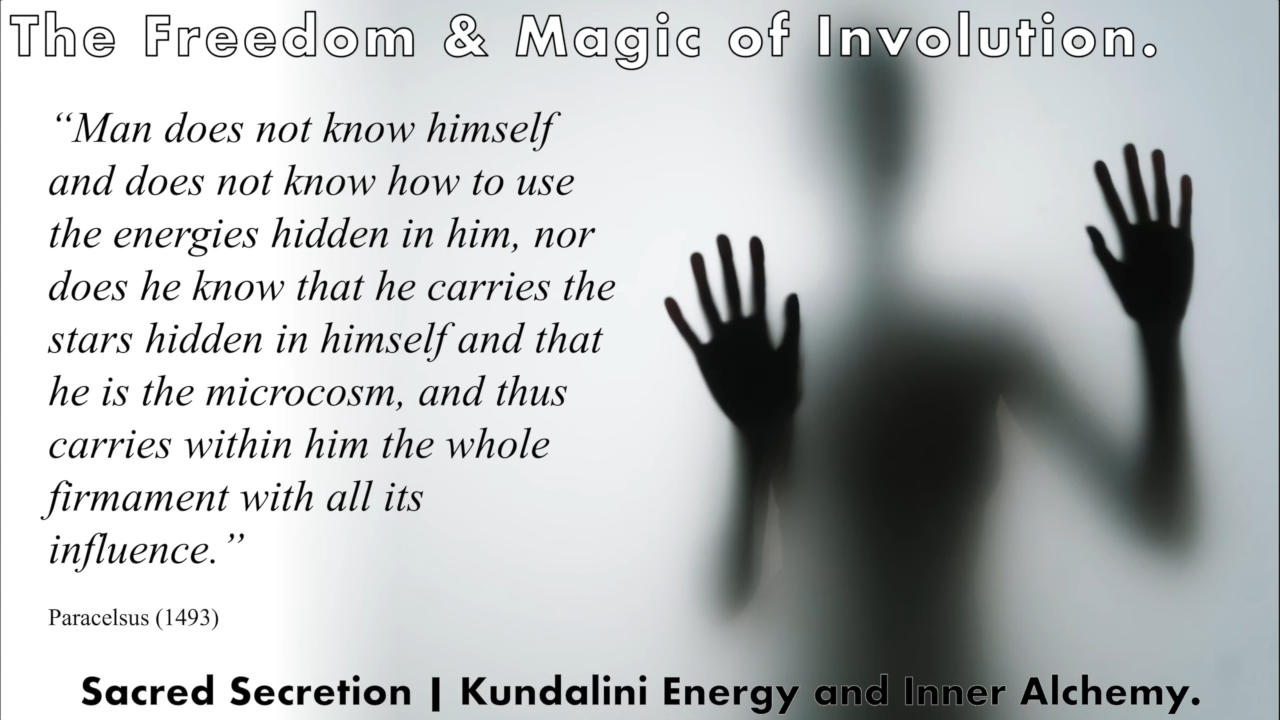 The Freedom & Magic of Involution.
“Man does not know himself
and does not know how to use
the energies hidden in him, nor
does he know that he carries the
stars hidden in himself and that
he is the microcosm, and thus
carries within him the whole
firmament with all its
influence.”
Paracelsus (1493)
Sacred Secretion | Kundalini Energy and Inner Alchemy.